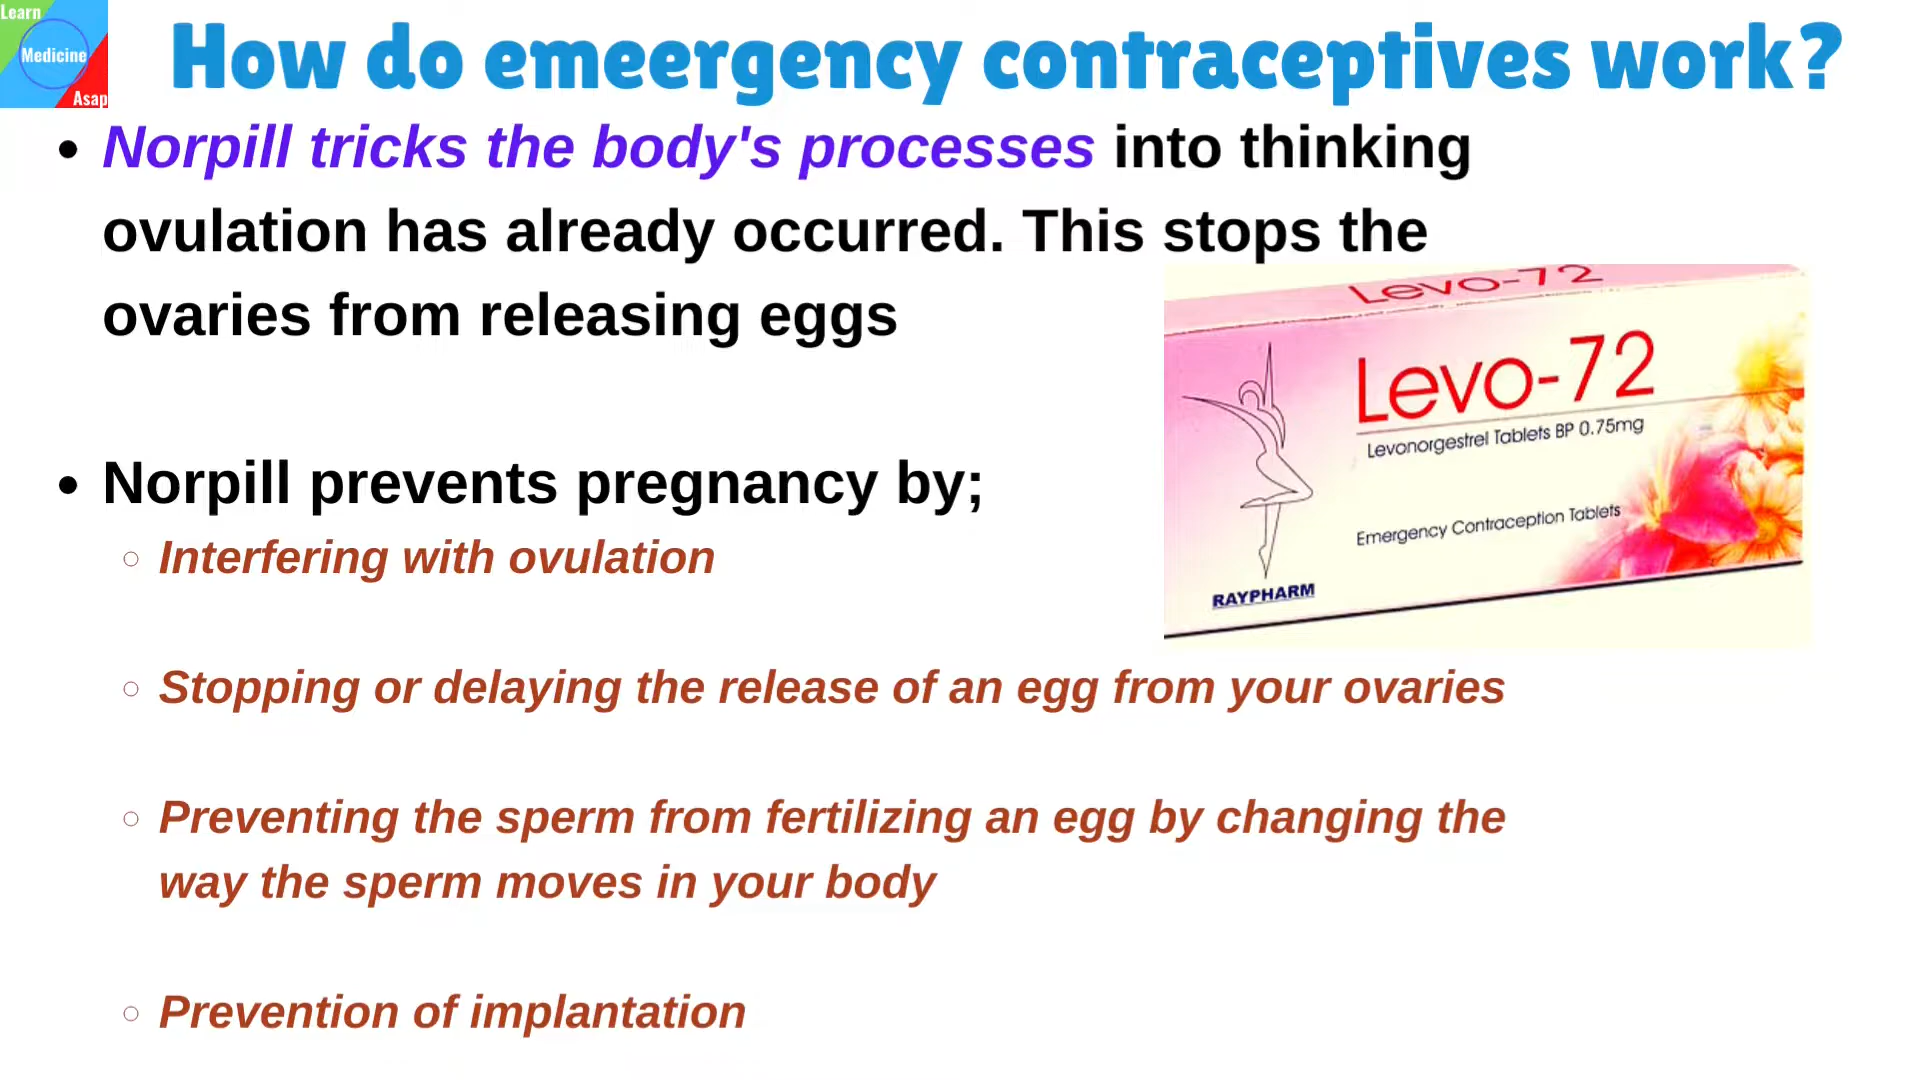 Learn
Medicine
Asap
How do emeergency contraceptives work?
• Norpill tricks the body's processes into thinking
ovulation has already occurred. This stops the
ovaries from releasing eggs
Levo-72
Levo-72
Levonorgestrel Tablets BP 0.75mg
Emergency Contraception Tablets
RAYPHARM
• Norpill prevents pregnancy by;
○ Interfering with ovulation
○ Stopping or delaying the release of an egg from your ovaries
○ Preventing the sperm from fertilizing an egg by changing the
way the sperm moves in your body
○ Prevention of implantation